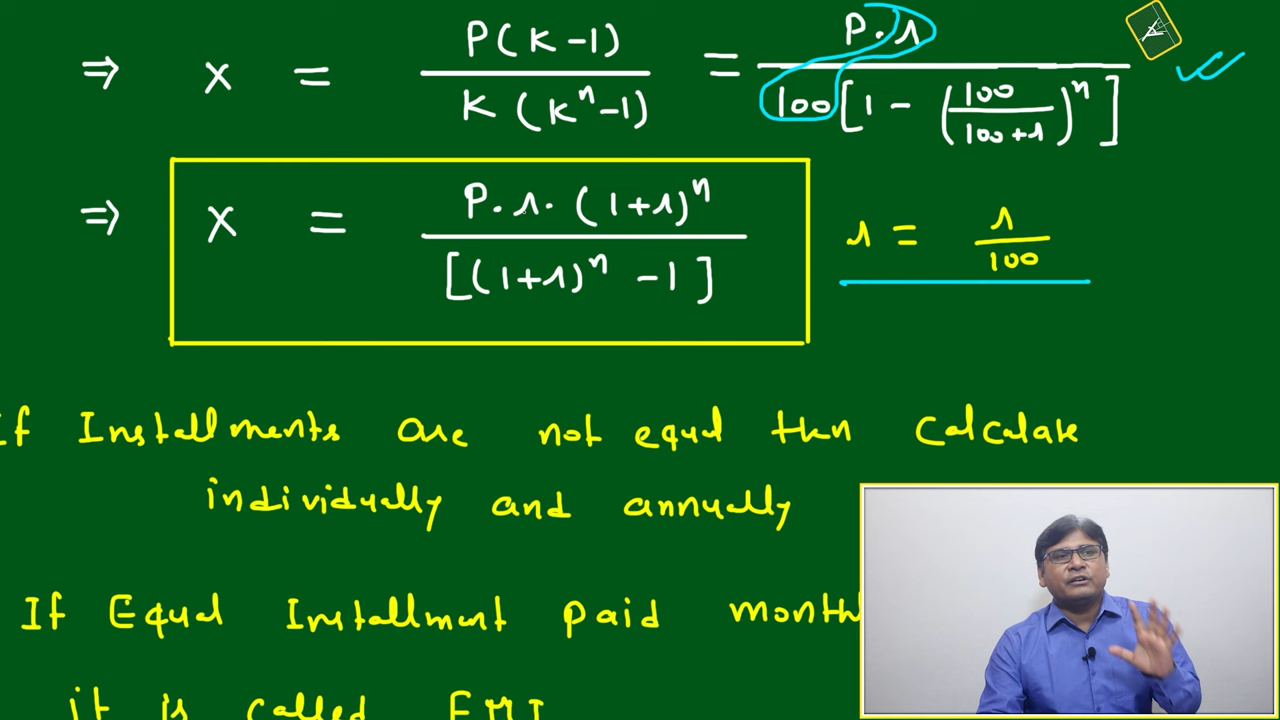 ⇒ x = P(K-1) / K(K^n-1) = P.r / 100[1 - (100/100+r)^n]
⇒ x = P.r.(1+r)^n / [(1+r)^n - 1]
r = r/100
If Installments are not equal then calculate
individually and annually
If Equal Installment paid month
it is called EMI